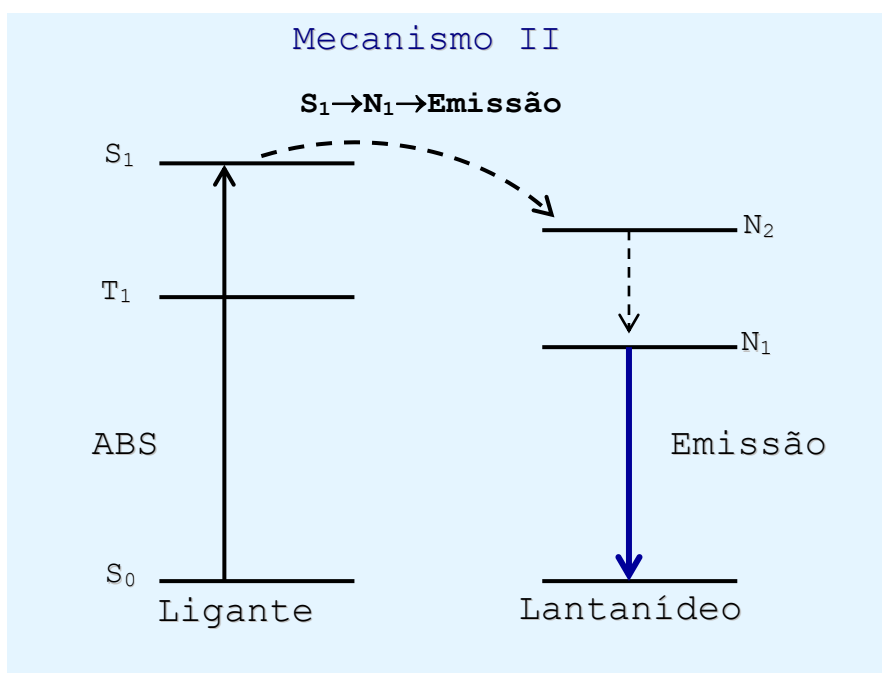 Mecanismo II
S₁→N₁→Emissão
S₁
N₂
T₁
N₁
ABS
Emissão
S₀
Ligante
Lantanídeo